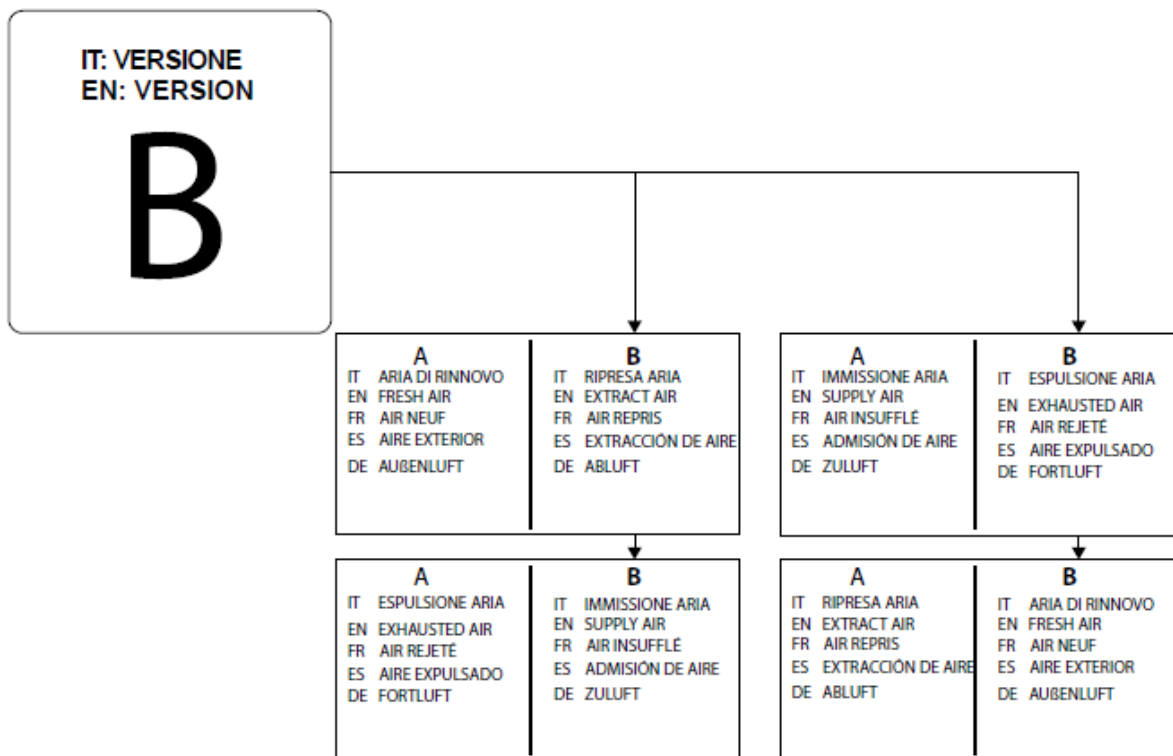 IT: VERSIONE
EN: VERSION
B
A
IT ARIA DI RINNOVO
EN FRESH AIR
FR AIR NEUF
ES AIRE EXTERIOR
DE AUßENLUFT
B
IT RIPRESA ARIA
EN EXTRACT AIR
FR AIR REPRIS
ES EXTRACCIÓN DE AIRE
DE ABLUFT
A
IT IMMISSIONE ARIA
EN SUPPLY AIR
FR AIR INSUFFLÉ
ES ADMISIÓN DE AIRE
DE ZULUFT
B
IT ESPULSIONE ARIA
EN EXHAUSTED AIR
FR AIR REJETÉ
ES AIRE EXPULSADO
DE FORTLUFT
A
IT ESPULSIONE ARIA
EN EXHAUSTED AIR
FR AIR REJETÉ
ES AIRE EXPULSADO
DE FORTLUFT
B
IT IMMISSIONE ARIA
EN SUPPLY AIR
FR AIR INSUFFLÉ
ES ADMISIÓN DE AIRE
DE ZULUFT
A
IT RIPRESA ARIA
EN EXTRACT AIR
FR AIR REPRIS
ES EXTRACCIÓN DE AIRE
DE ABLUFT
B
IT ARIA DI RINNOVO
EN FRESH AIR
FR AIR NEUF
ES AIRE EXTERIOR
DE AUßENLUFT